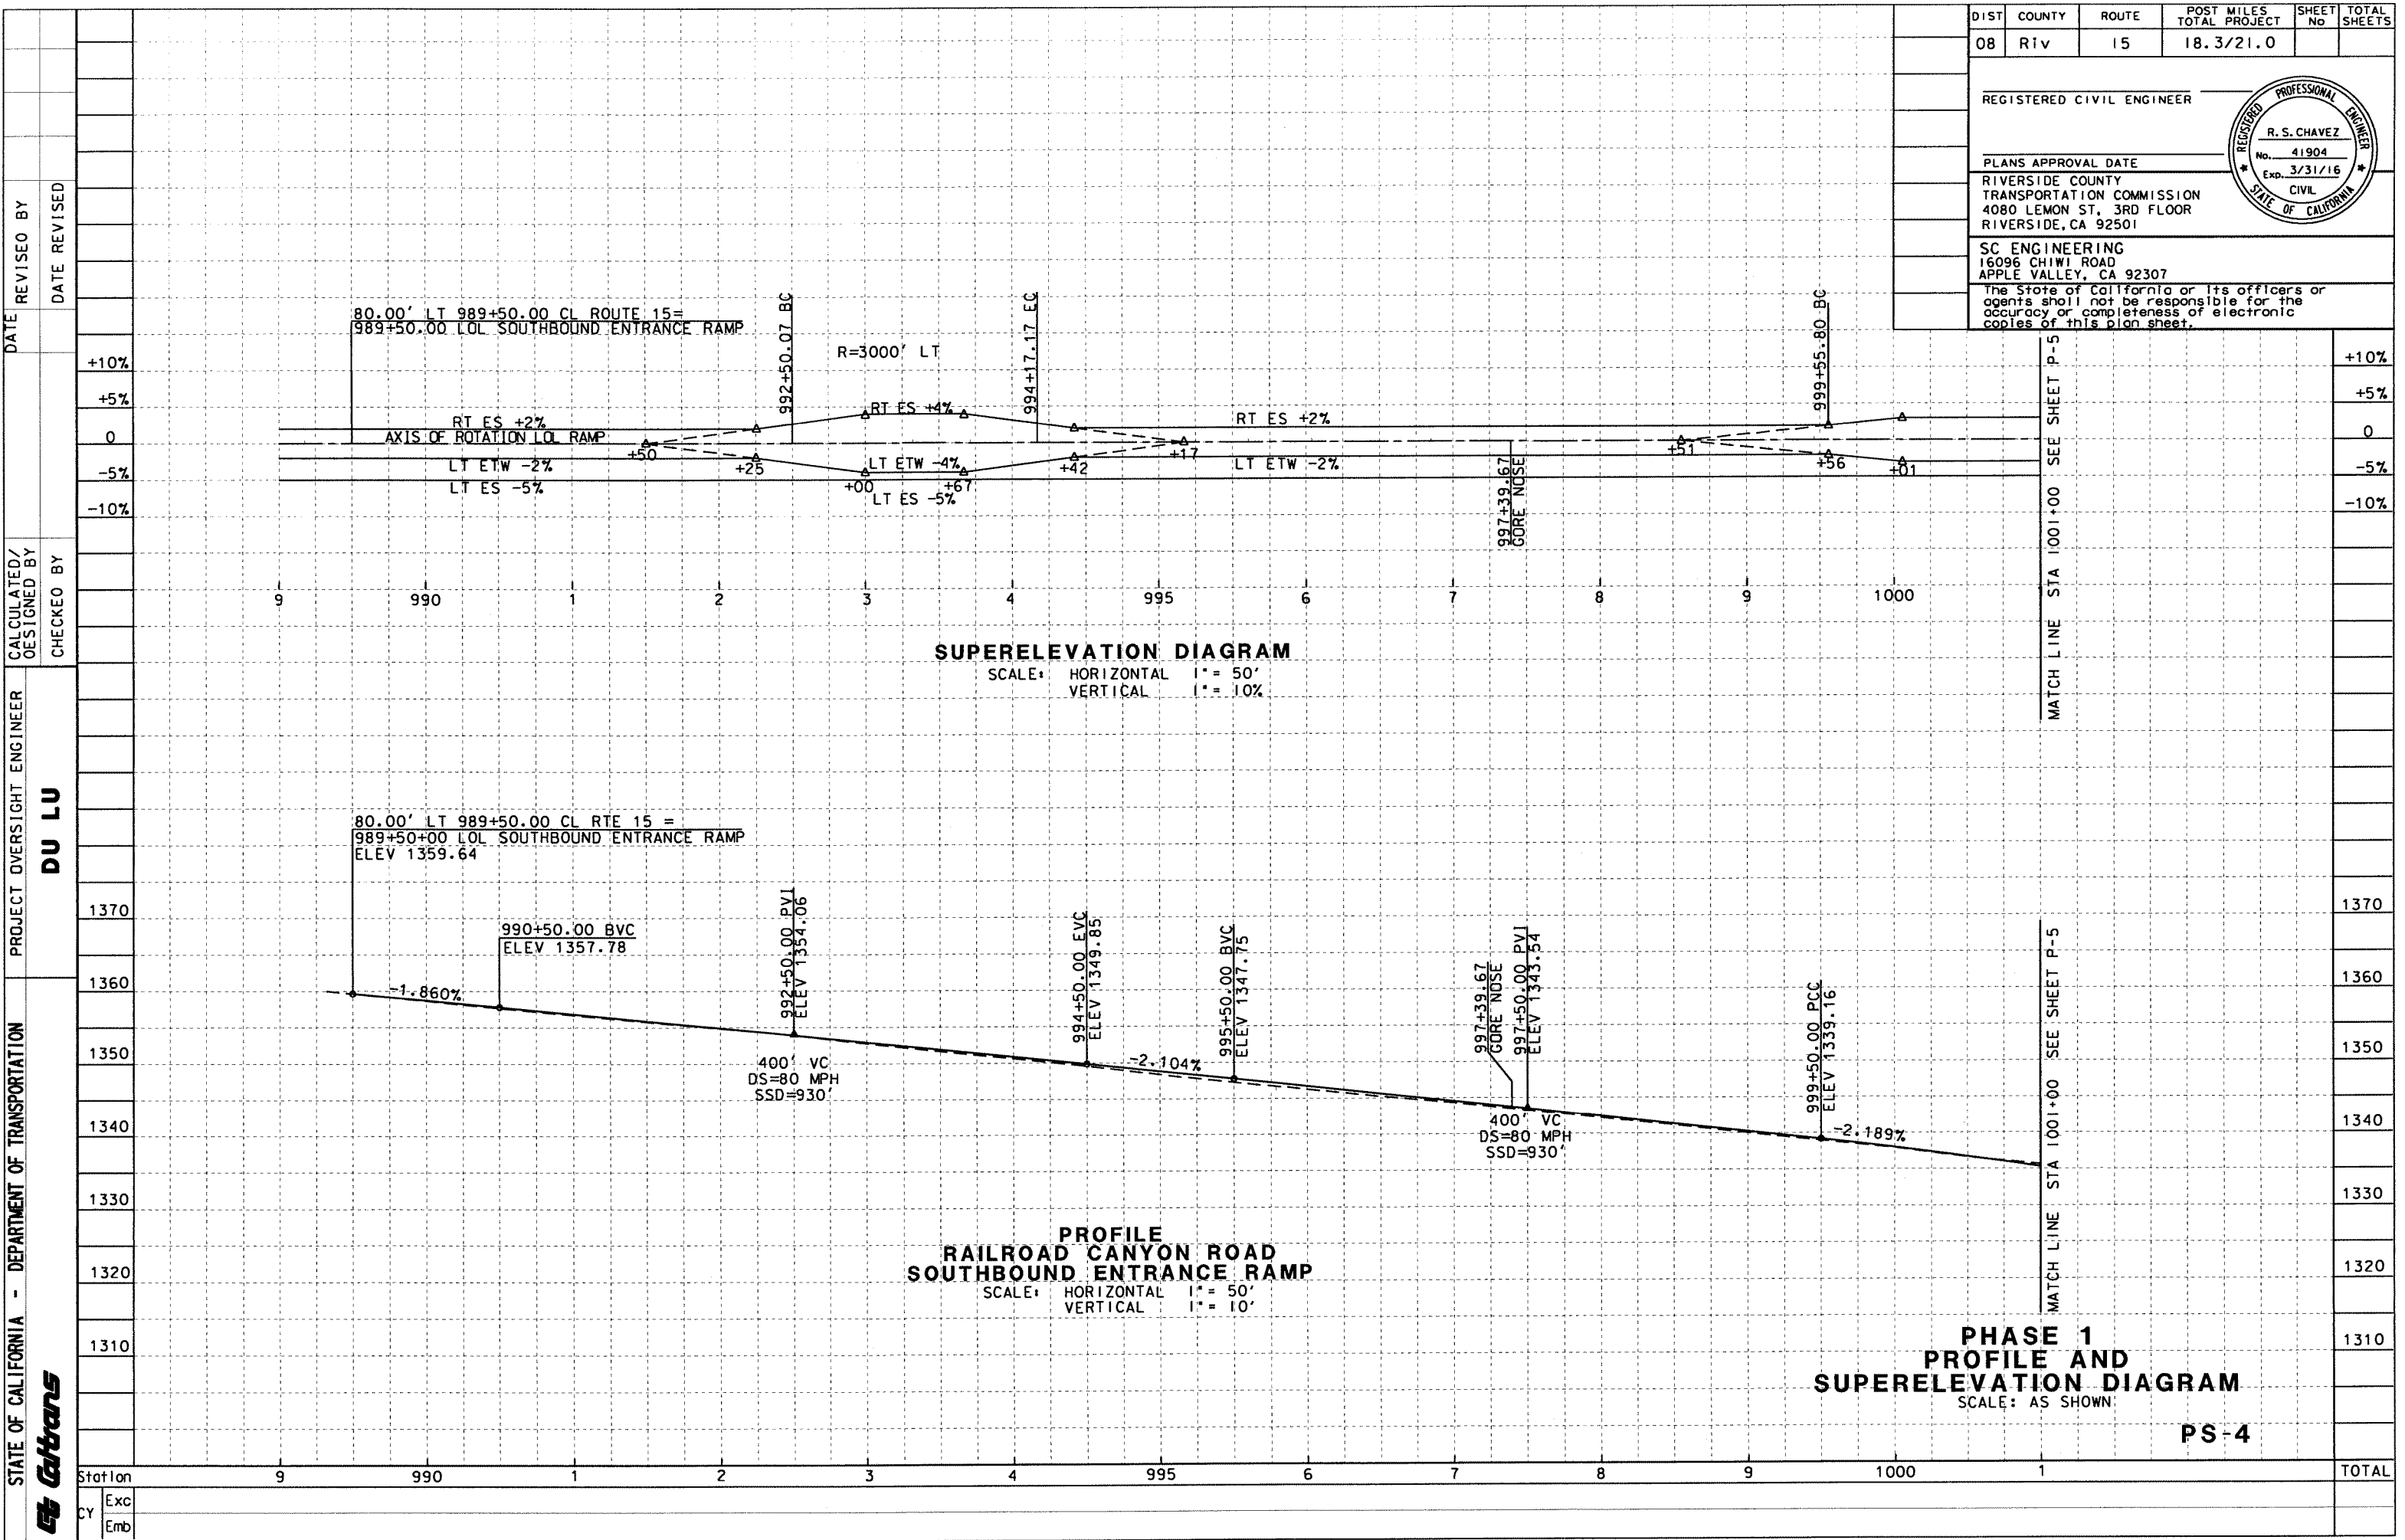 DIST COUNTY ROUTE POST MILES TOTAL PROJECT SHEET No TOTAL SHEETS
08 Riv 15 18.3/21.0
REGISTERED CIVIL ENGINEER
PLANS APPROVAL DATE
REGISTERED PROFESSIONAL ENGINEER
R. S. CHAVEZ
No. 41904
Exp. 3/31/16
CIVIL
STATE OF CALIFORNIA
RIVERSIDE COUNTY
TRANSPORTATION COMMISSION
4080 LEMON ST, 3RD FLOOR
RIVERSIDE, CA 92501
SC ENGINEERING
16096 CHIWI ROAD
APPLE VALLEY, CA 92307
The State of California or its officers or
agents shall not be responsible for the
accuracy or completeness of electronic
copies of this plan sheet.
DATE REVISED BY
DATE REVISED
CALCULATED/
DESIGNED BY
CHECKED BY
PROJECT OVERSIGHT ENGINEER
DU LU
STATE OF CALIFORNIA - DEPARTMENT OF TRANSPORTATION
Caltrans
80.00' LT 989+50.00 CL ROUTE 15=
989+50.00 LOL SOUTHBOUND ENTRANCE RAMP
992+50.07 BC
R=3000' LT
994+17.17 EC
999+55.80 BC
+10% +10%
+5% +5%
0 0
-5% -5%
-10% -10%
RT ES +2%
RT ES +4%
RT ES +2%
AXIS OF ROTATION LOL RAMP
LT ETW -2%
LT ETW -4%
LT ETW -2%
LT ES -5%
LT ES -5%
+50 +25 +00 +67 +42 +17 +51 +56 +01
997+39.67
GORE NOSE
MATCH LINE STA 1001+00 SEE SHEET P-5
9 990 1 2 3 4 995 6 7 8 9 1000
SUPERELEVATION DIAGRAM
SCALE: HORIZONTAL 1" = 50'
VERTICAL 1" = 10%
80.00' LT 989+50.00 CL RTE 15 =
989+50+00 LOL SOUTHBOUND ENTRANCE RAMP
ELEV 1359.64
990+50.00 BVC
ELEV 1357.78
992+50.00 PVI
ELEV 1354.06
994+50.00 EVC
ELEV 1349.85
995+50.00 BVC
ELEV 1347.75
997+39.67
GORE NOSE
997+50.00 PVI
ELEV 1343.54
999+50.00 PCC
ELEV 1339.16
-1.860%
-2.104%
-2.189%
400' VC
DS=80 MPH
SSD=930'
400' VC
DS=80 MPH
SSD=930'
1370 1370
1360 1360
1350 1350
1340 1340
1330 1330
1320 1320
1310 1310
MATCH LINE STA 1001+00 SEE SHEET P-5
PROFILE
RAILROAD CANYON ROAD
SOUTHBOUND ENTRANCE RAMP
SCALE: HORIZONTAL 1" = 50'
VERTICAL 1" = 10'
PHASE 1
PROFILE AND
SUPERELEVATION DIAGRAM
SCALE: AS SHOWN
PS-4
Station 9 990 1 2 3 4 995 6 7 8 9 1000 1 TOTAL
CY
Exc
Emb